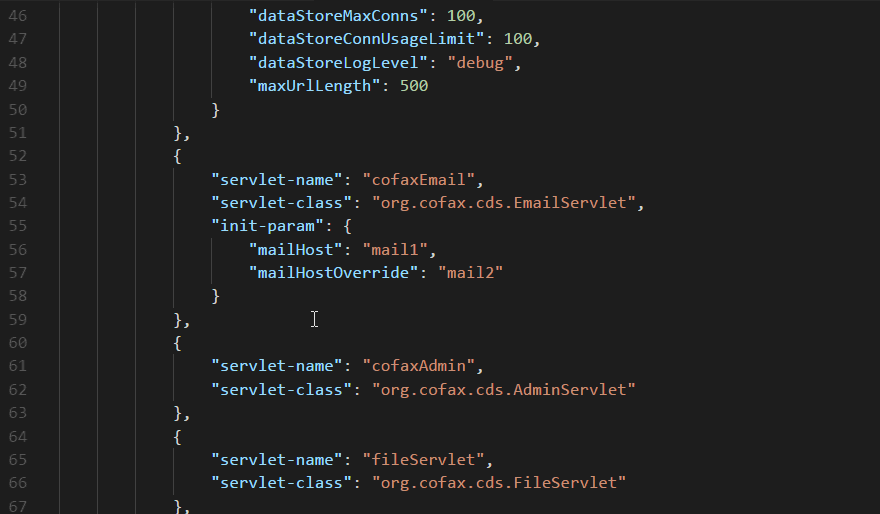 46 "dataStoreMaxConns": 100,
47 "dataStoreConnUsageLimit": 100,
48 "dataStoreLogLevel": "debug",
49 "maxUrlLength": 500
50 }
51 },
52 {
53 "servlet-name": "cofaxEmail",
54 "servlet-class": "org.cofax.cds.EmailServlet",
55 "init-param": {
56 "mailHost": "mail1",
57 "mailHostOverride": "mail2"
58 }
59 },
60 {
61 "servlet-name": "cofaxAdmin",
62 "servlet-class": "org.cofax.cds.AdminServlet"
63 },
64 {
65 "servlet-name": "fileServlet",
66 "servlet-class": "org.cofax.cds.FileServlet"
67 },